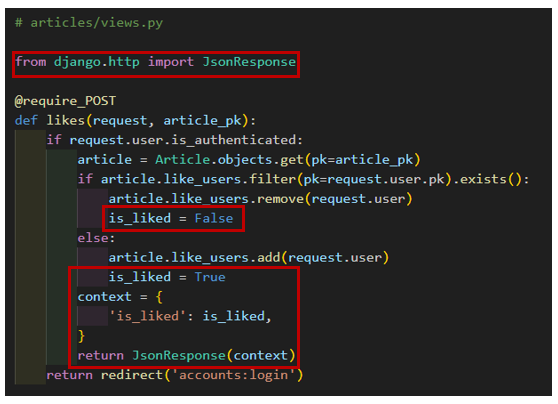 # articles/views.py
from django.http import JsonResponse
@require_POST
def likes(request, article_pk):
    if request.user.is_authenticated:
        article = Article.objects.get(pk=article_pk)
        if article.like_users.filter(pk=request.user.pk).exists():
            article.like_users.remove(request.user)
            is_liked = False
        else:
            article.like_users.add(request.user)
            is_liked = True
        context = {
            'is_liked': is_liked,
        }
        return JsonResponse(context)
    return redirect('accounts:login')